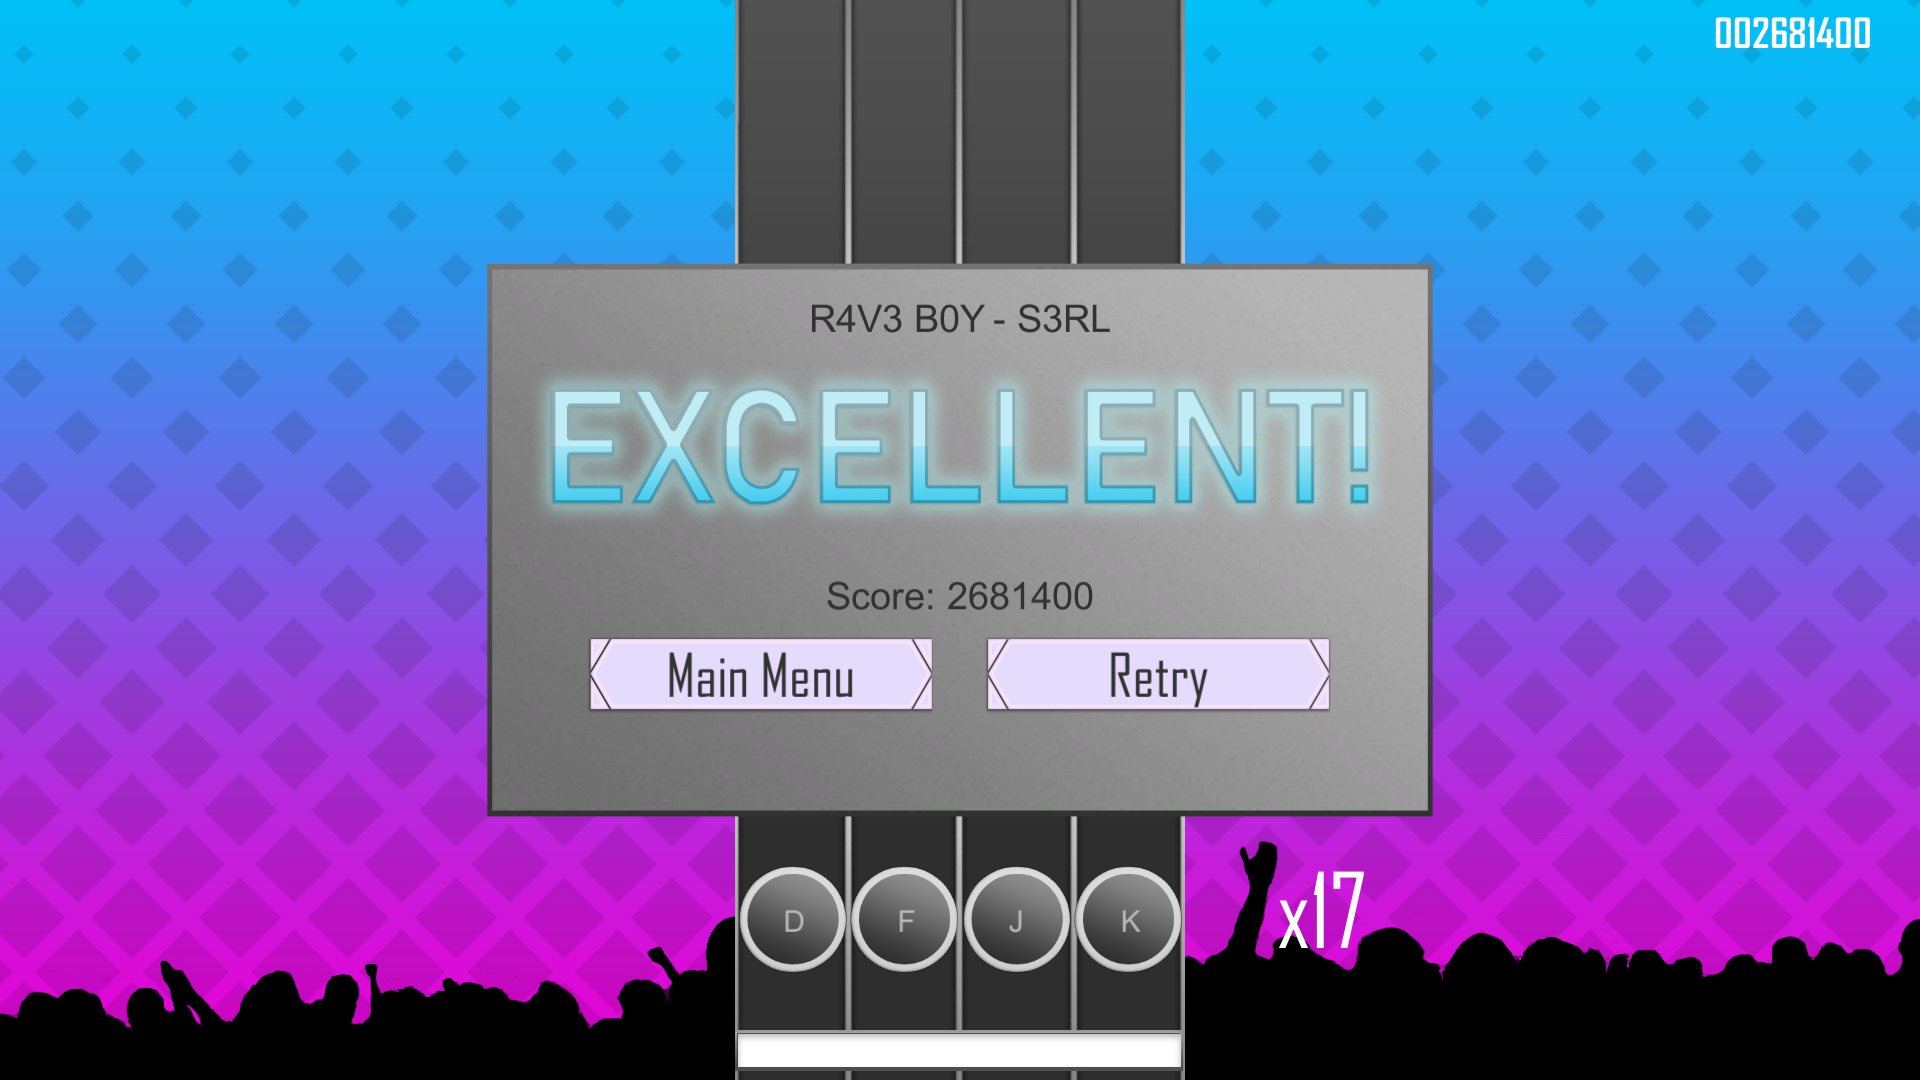 002681400
R4V3 B0Y - S3RL
EXCELLENT!
Score: 2681400
Main Menu
Retry
D F J K
x17